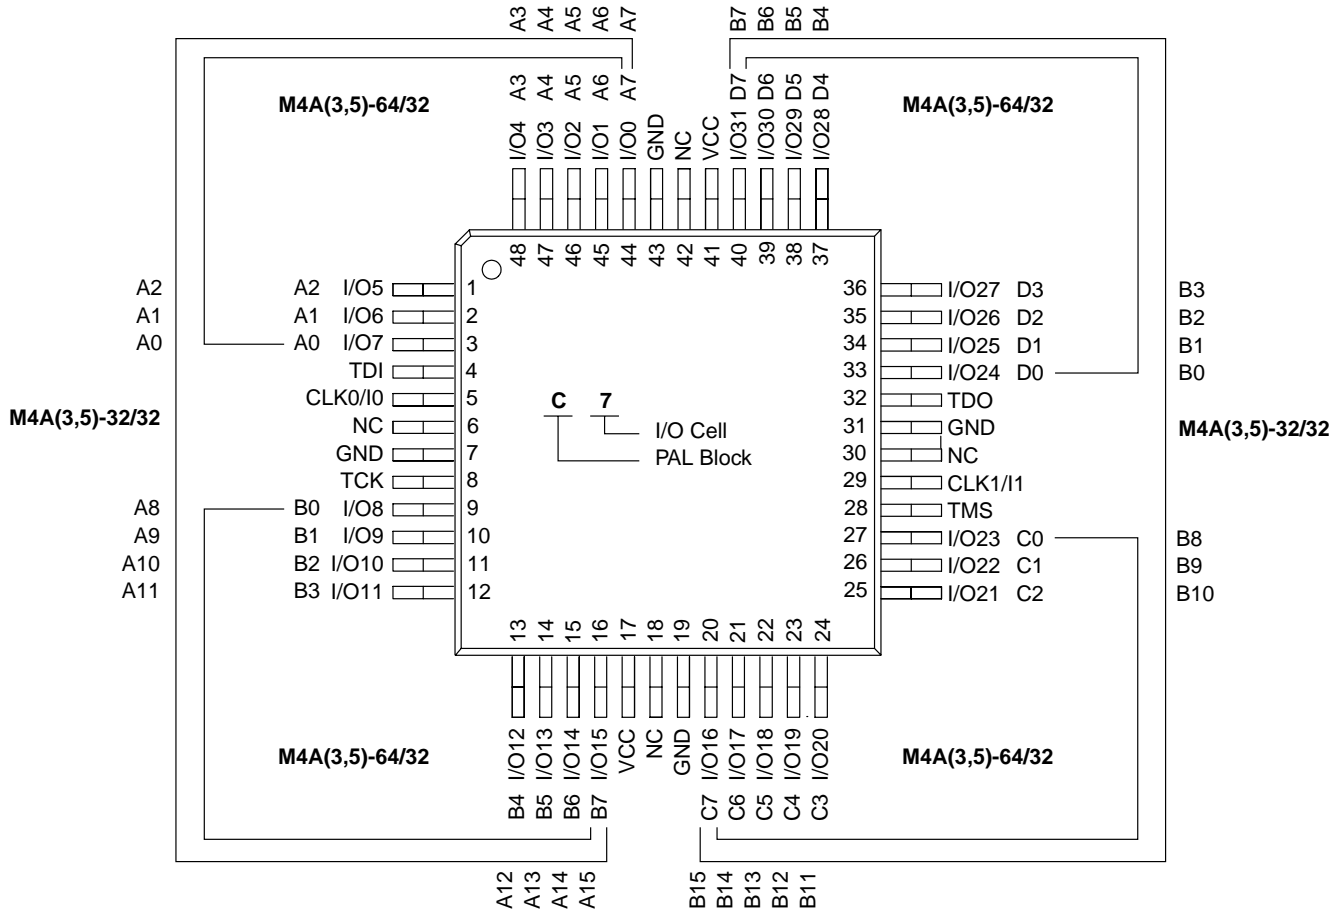 A3 A4 A5 A6 A7 B7 B6 B5 B4
M4A(3,5)-64/32 M4A(3,5)-64/32
A3 A4 A5 A6 A7 D7 D6 D5 D4
I/O4 I/O3 I/O2 I/O1 I/O0 GND NC VCC I/O31 I/O30 I/O29 I/O28
48 47 46 45 44 43 42 41 40 39 38 37
A2 A2 I/O5 1 36 I/O27 D3 B3
A1 A1 I/O6 2 35 I/O26 D2 B2
A0 A0 I/O7 3 34 I/O25 D1 B1
TDI 4 33 I/O24 D0 B0
CLK0/I0 5 C 7 32 TDO
M4A(3,5)-32/32 NC 6 I/O Cell 31 GND M4A(3,5)-32/32
GND 7 PAL Block 30 NC
TCK 8 29 CLK1/I1
A8 B0 I/O8 9 28 TMS
A9 B1 I/O9 10 27 I/O23 C0 B8
A10 B2 I/O10 11 26 I/O22 C1 B9
A11 B3 I/O11 12 25 I/O21 C2 B10
13 14 15 16 17 18 19 20 21 22 23 24
I/O12 I/O13 I/O14 I/O15 VCC NC GND I/O16 I/O17 I/O18 I/O19 I/O20
M4A(3,5)-64/32 M4A(3,5)-64/32
B4 B5 B6 B7 C7 C6 C5 C4 C3
A12 A13 A14 A15 B15 B14 B13 B12 B11